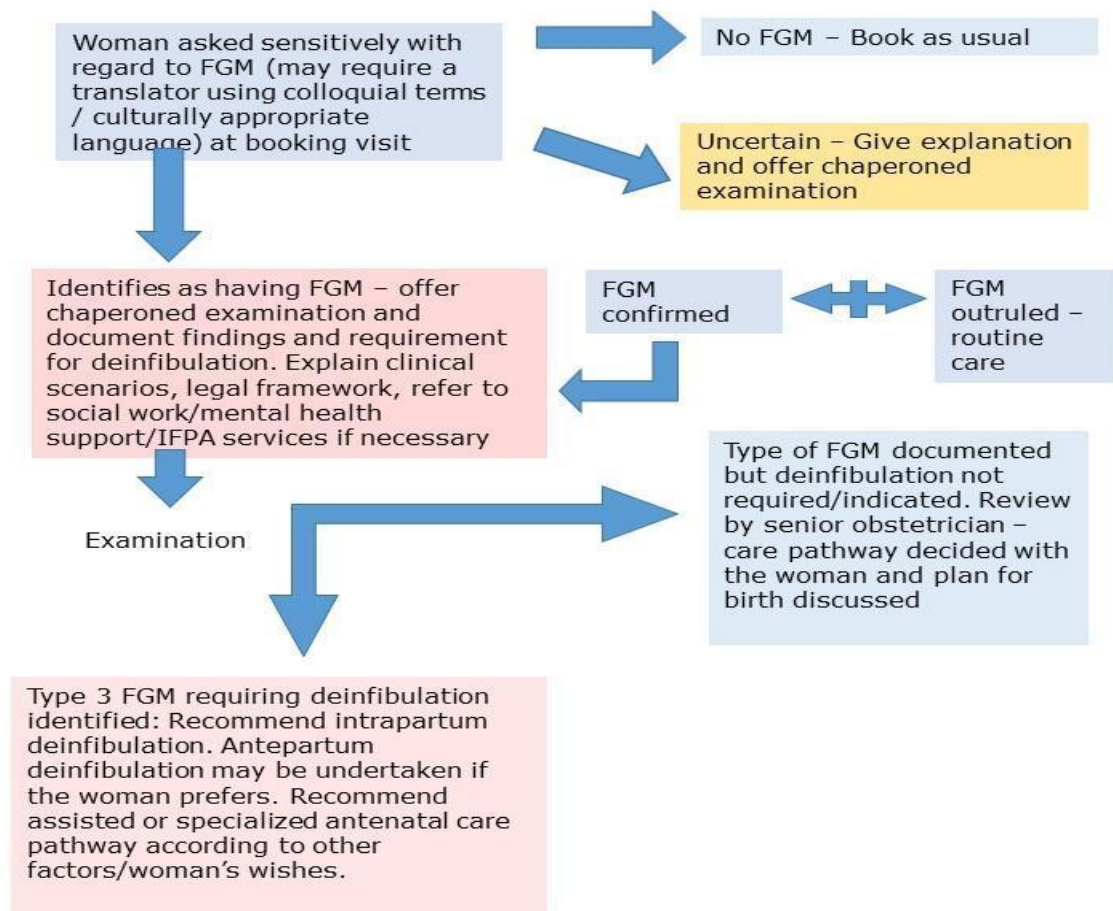 Woman asked sensitively with
regard to FGM (may require a
translator using colloquial terms
/ culturally appropriate
language) at booking visit
No FGM – Book as usual
Uncertain – Give explanation
and offer chaperoned
examination
Identifies as having FGM – offer
chaperoned examination and
document findings and requirement
for deinfibulation. Explain clinical
scenarios, legal framework, refer to
social work/mental health
support/IFPA services if necessary
FGM
confirmed
FGM
outruled –
routine
care
Examination
Type of FGM documented
but deinfibulation not
required/indicated. Review
by senior obstetrician –
care pathway decided with
the woman and plan for
birth discussed
Type 3 FGM requiring deinfibulation
identified: Recommend intrapartum
deinfibulation. Antepartum
deinfibulation may be undertaken if
the woman prefers. Recommend
assisted or specialized antenatal care
pathway according to other
factors/woman’s wishes.